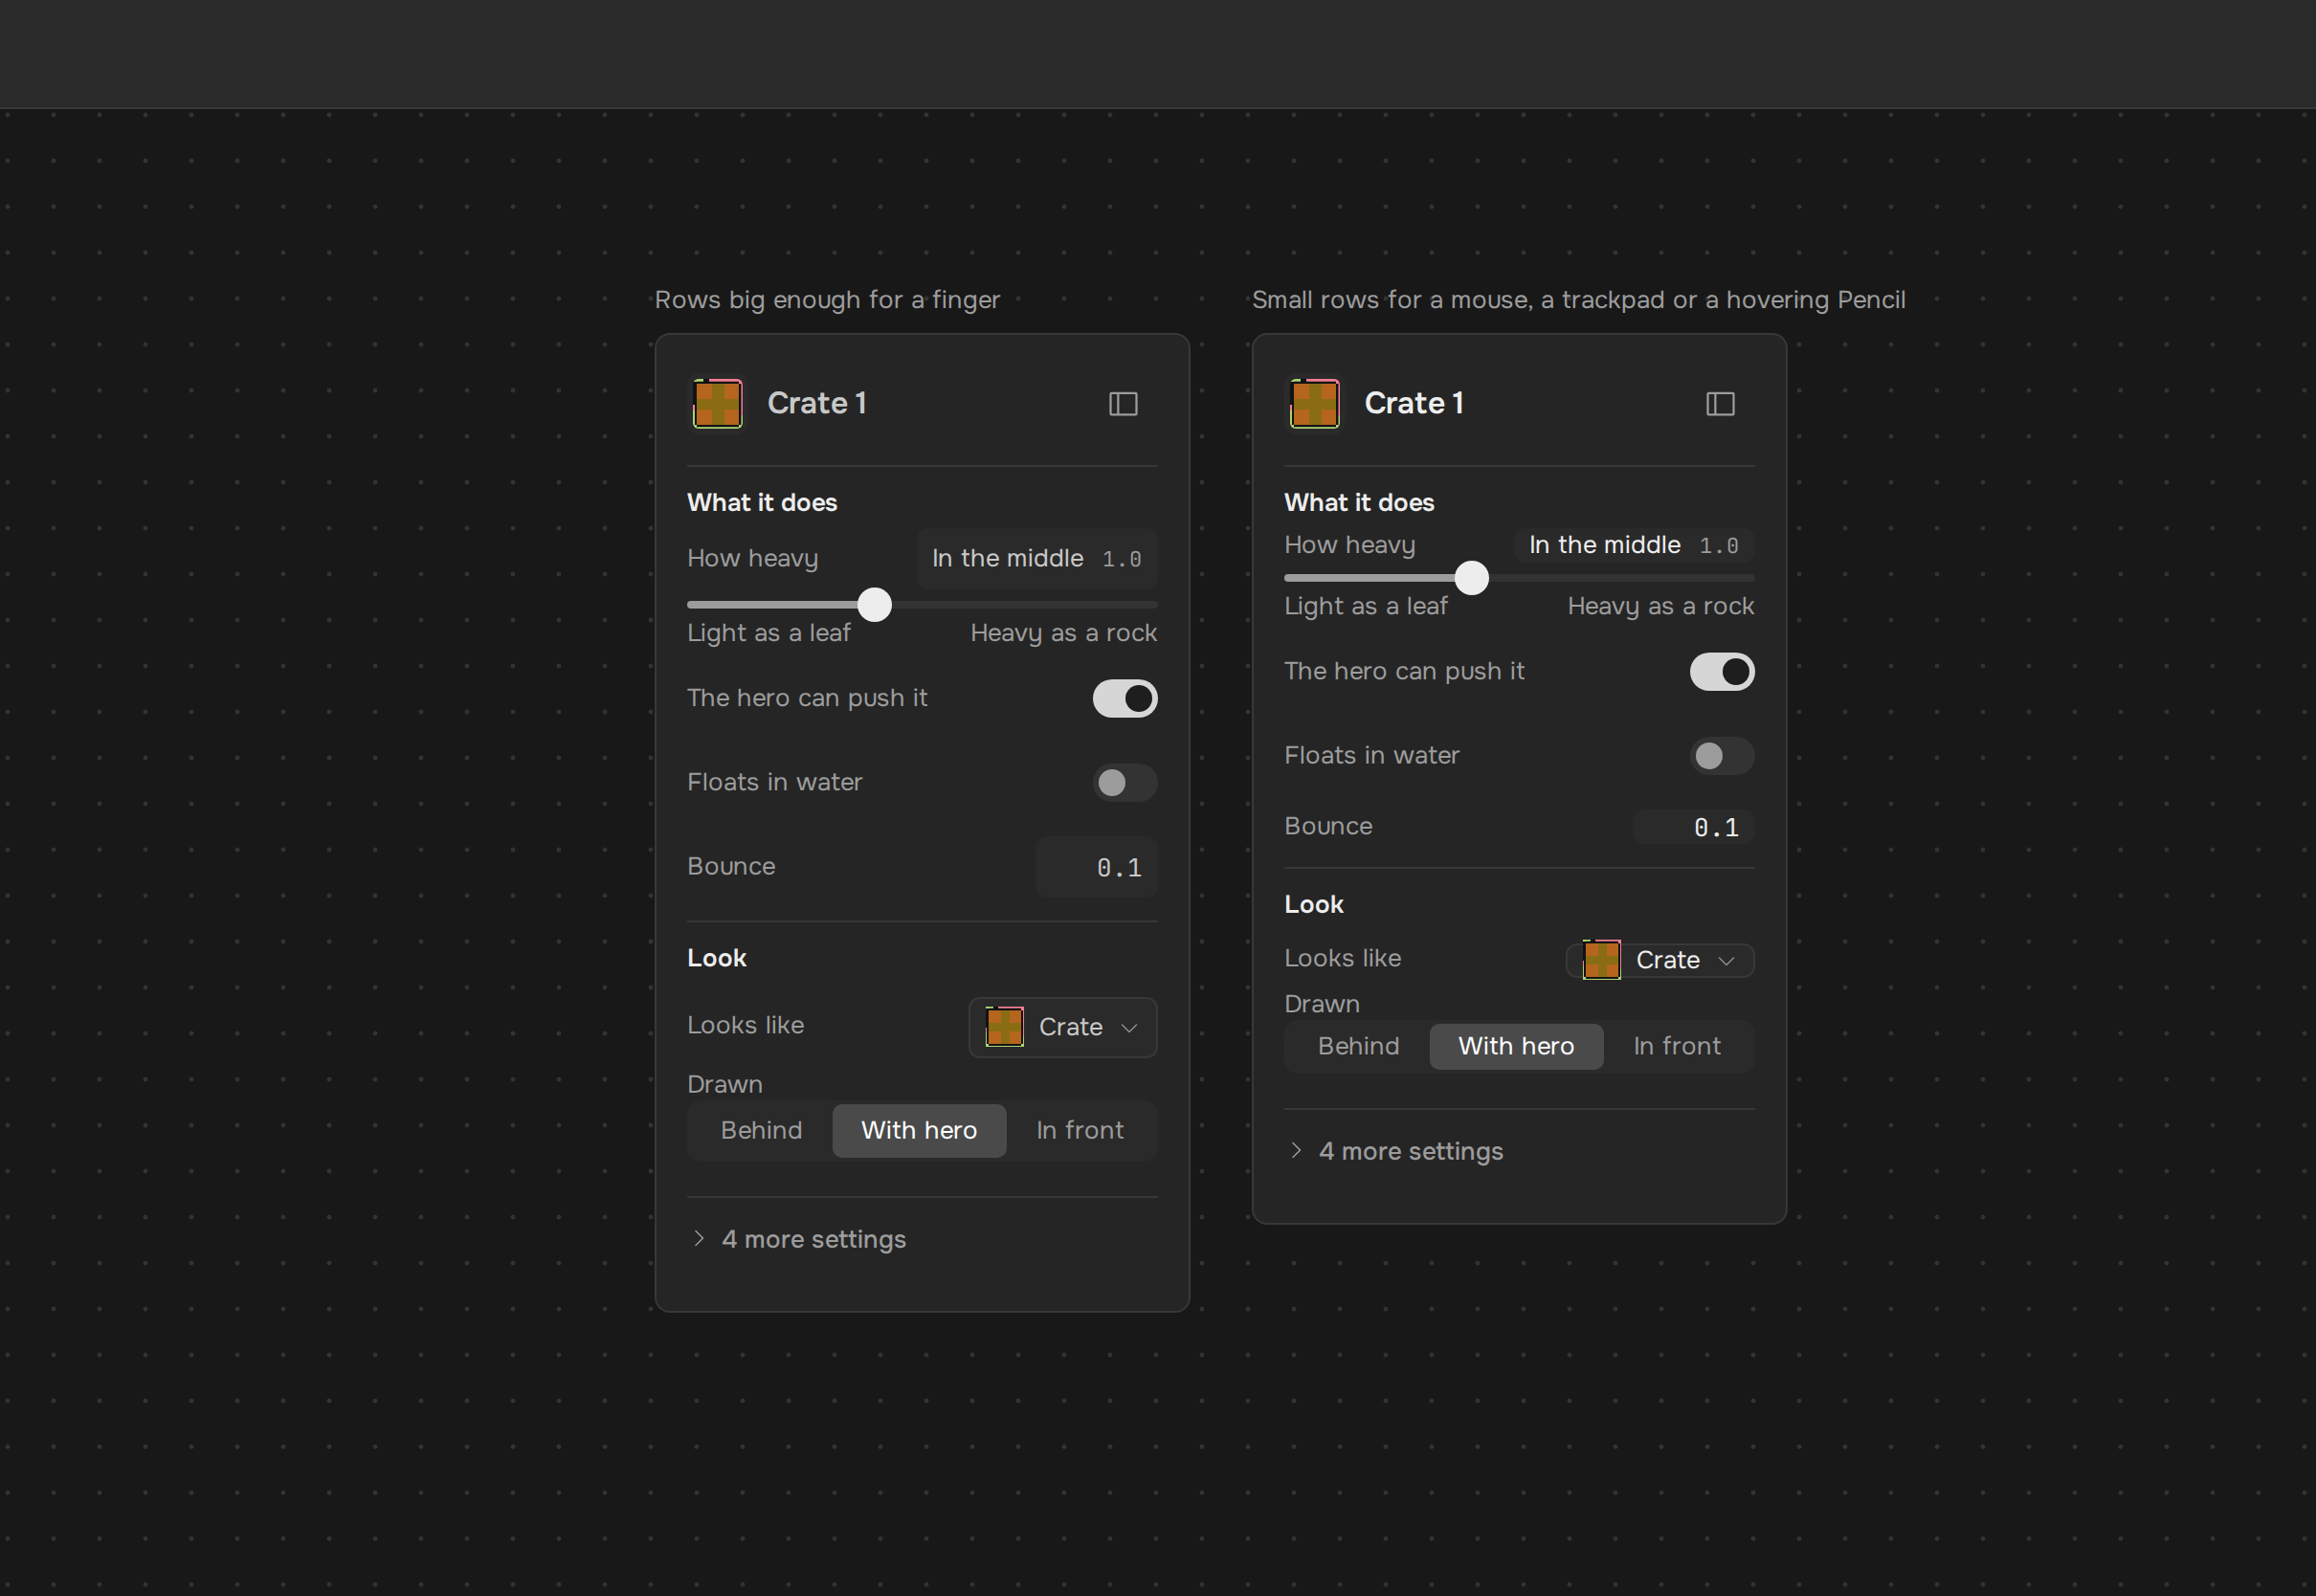 Rows big enough for a finger
Crate 1
What it does
How heavy In the middle 1.0
Light as a leaf Heavy as a rock
The hero can push it
Floats in water
Bounce 0.1
Look
Looks like Crate
Drawn
Behind With hero In front
4 more settings
Small rows for a mouse, a trackpad or a hovering Pencil
Crate 1
What it does
How heavy In the middle 1.0
Light as a leaf Heavy as a rock
The hero can push it
Floats in water
Bounce 0.1
Look
Looks like Crate
Drawn
Behind With hero In front
4 more settings